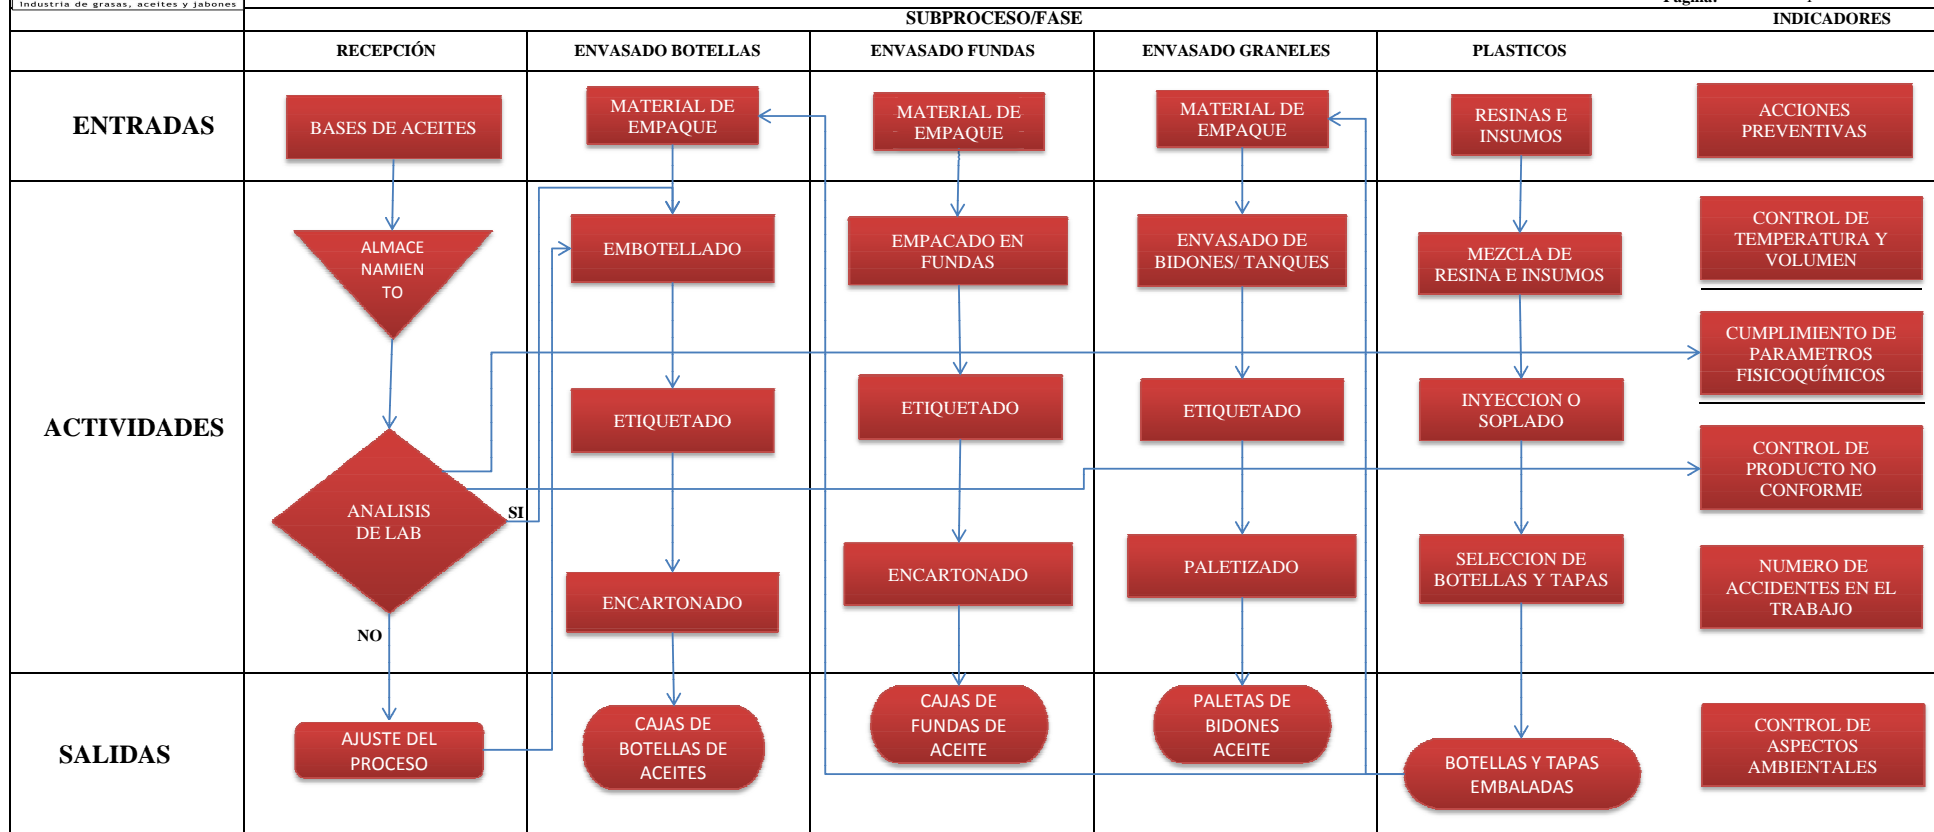 Industria de grasas, aceites y jabones
Página:
SUBPROCESO/FASE
INDICADORES
RECEPCIÓN
ENVASADO BOTELLAS
ENVASADO FUNDAS
ENVASADO GRANELES
PLASTICOS
ENTRADAS
BASES DE ACEITES
MATERIAL DE
EMPAQUE
MATERIAL DE
EMPAQUE
MATERIAL DE
EMPAQUE
RESINAS E
INSUMOS
ACCIONES
PREVENTIVAS
ACTIVIDADES
ALMACE
NAMIEN
TO
ANALISIS
DE LAB
SI
NO
EMBOTELLADO
ETIQUETADO
ENCARTONADO
EMPACADO EN
FUNDAS
ETIQUETADO
ENCARTONADO
ENVASADO DE
BIDONES/ TANQUES
ETIQUETADO
PALETIZADO
MEZCLA DE
RESINA E INSUMOS
INYECCION O
SOPLADO
SELECCION DE
BOTELLAS Y TAPAS
CONTROL DE
TEMPERATURA Y
VOLUMEN
CUMPLIMIENTO DE
PARAMETROS
FISICOQUÍMICOS
CONTROL DE
PRODUCTO NO
CONFORME
NUMERO DE
ACCIDENTES EN EL
TRABAJO
SALIDAS
AJUSTE DEL
PROCESO
CAJAS DE
BOTELLAS DE
ACEITES
CAJAS DE
FUNDAS DE
ACEITE
PALETAS DE
BIDONES
ACEITE
BOTELLAS Y TAPAS
EMBALADAS
CONTROL DE
ASPECTOS
AMBIENTALES